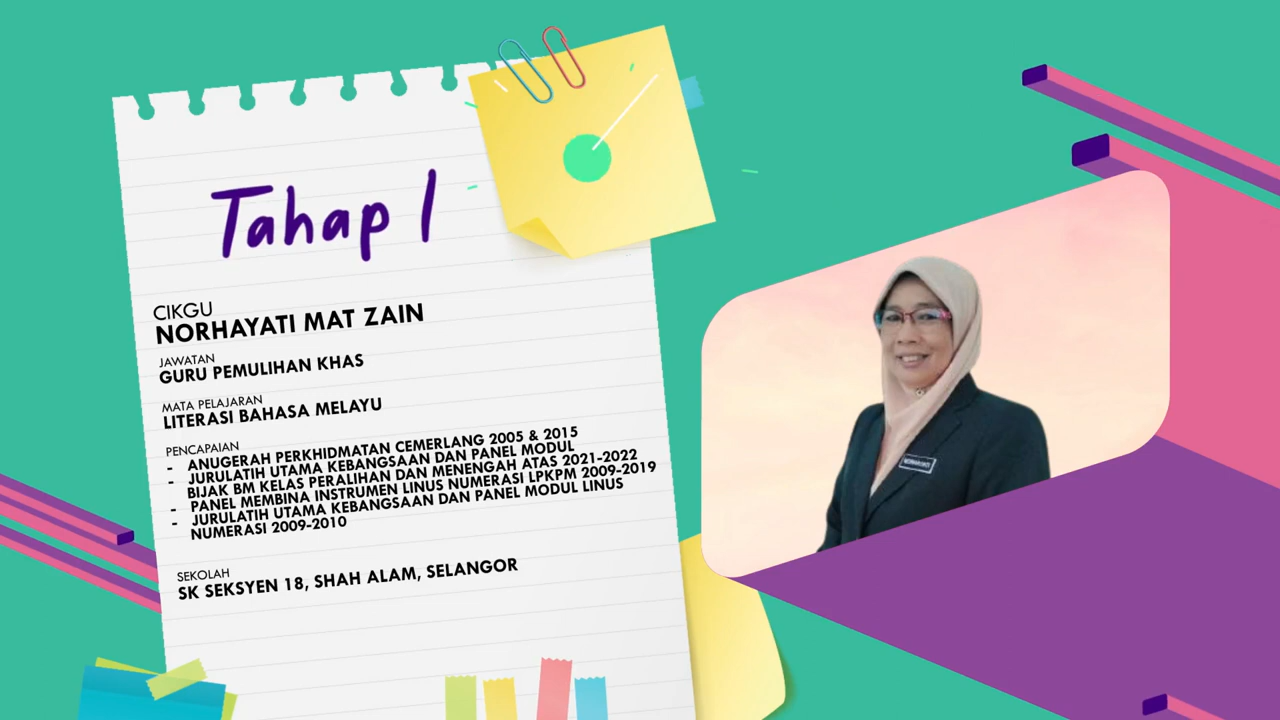 Tahap 1
CIKGU
NORHAYATI MAT ZAIN
JAWATAN
GURU PEMULIHAN KHAS
MATA PELAJARAN
LITERASI BAHASA MELAYU
PENCAPAIAN
- ANUGERAH PERKHIDMATAN CEMERLANG 2005 & 2015
- JURULATIH UTAMA KEBANGSAAN DAN PANEL MODUL
BIJAK BM KELAS PERALIHAN DAN MENENGAH ATAS 2021-2022
- PANEL MEMBINA INSTRUMEN LINUS NUMERASI LPKPM 2009-2019
- JURULATIH UTAMA KEBANGSAAN DAN PANEL MODUL LINUS
NUMERASI 2009-2010
SEKOLAH
SK SEKSYEN 18, SHAH ALAM, SELANGOR